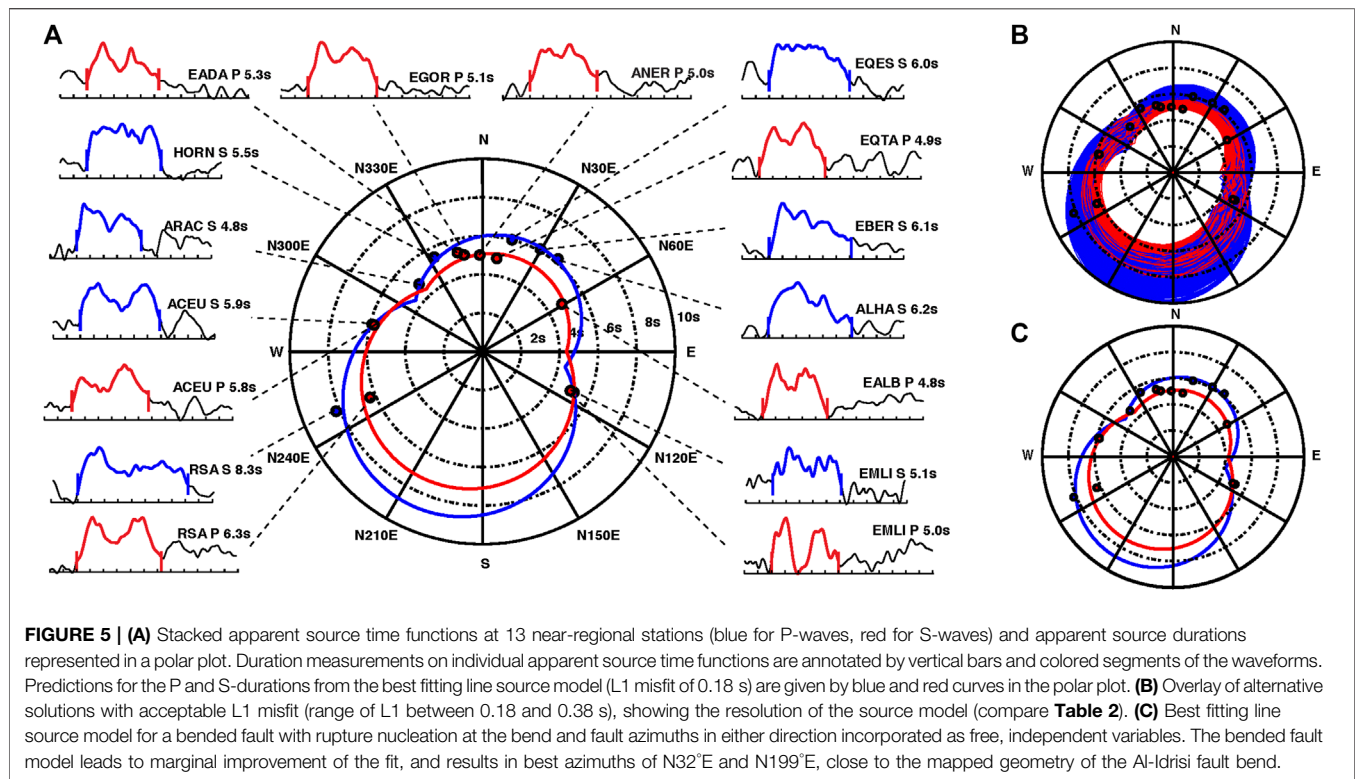 A
EADA P 5.3s
EGOR P 5.1s
ANER P 5.0s
EQES S 6.0s
HORN S 5.5s
EQTA P 4.9s
ARAC S 4.8s
EBER S 6.1s
ACEU S 5.9s
ALHA S 6.2s
ACEU P 5.8s
EALB P 4.8s
RSA S 8.3s
EMLI S 5.1s
RSA P 6.3s
EMLI P 5.0s
N
N330E
N30E
N300E
N60E
W
2s
4s
6s
8s
10s
E
N240E
N120E
N210E
N150E
S
B
N
W
E
C
N
W
E
FIGURE 5 | (A) Stacked apparent source time functions at 13 near-regional stations (blue for P-waves, red for S-waves) and apparent source durations
represented in a polar plot. Duration measurements on individual apparent source time functions are annotated by vertical bars and colored segments of the waveforms.
Predictions for the P and S-durations from the best fitting line source model (L1 misfit of 0.18 s) are given by blue and red curves in the polar plot. (B) Overlay of alternative
solutions with acceptable L1 misfit (range of L1 between 0.18 and 0.38 s), showing the resolution of the source model (compare Table 2). (C) Best fitting line
source model for a bended fault with rupture nucleation at the bend and fault azimuths in either direction incorporated as free, independent variables. The bended fault
model leads to marginal improvement of the fit, and results in best azimuths of N32°E and N199°E, close to the mapped geometry of the Al-Idrisi fault bend.